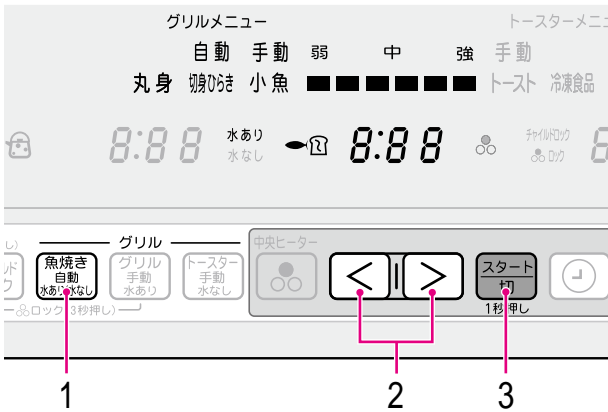 グリルメニュー
トースターメニュ
自動 手動 弱 中 強 手動
丸身 切身ひらき 小魚 トースト 冷凍食品
8:88 水あり 水なし 8:88 チャイルドロック ロック
グリル
中央ヒーター
魚焼き 自動 水あり水なし
グリル 手動 水あり
トースター 手動 水なし
< >
スタート 切
1秒押し
ロック(3秒押し)
1 2 3